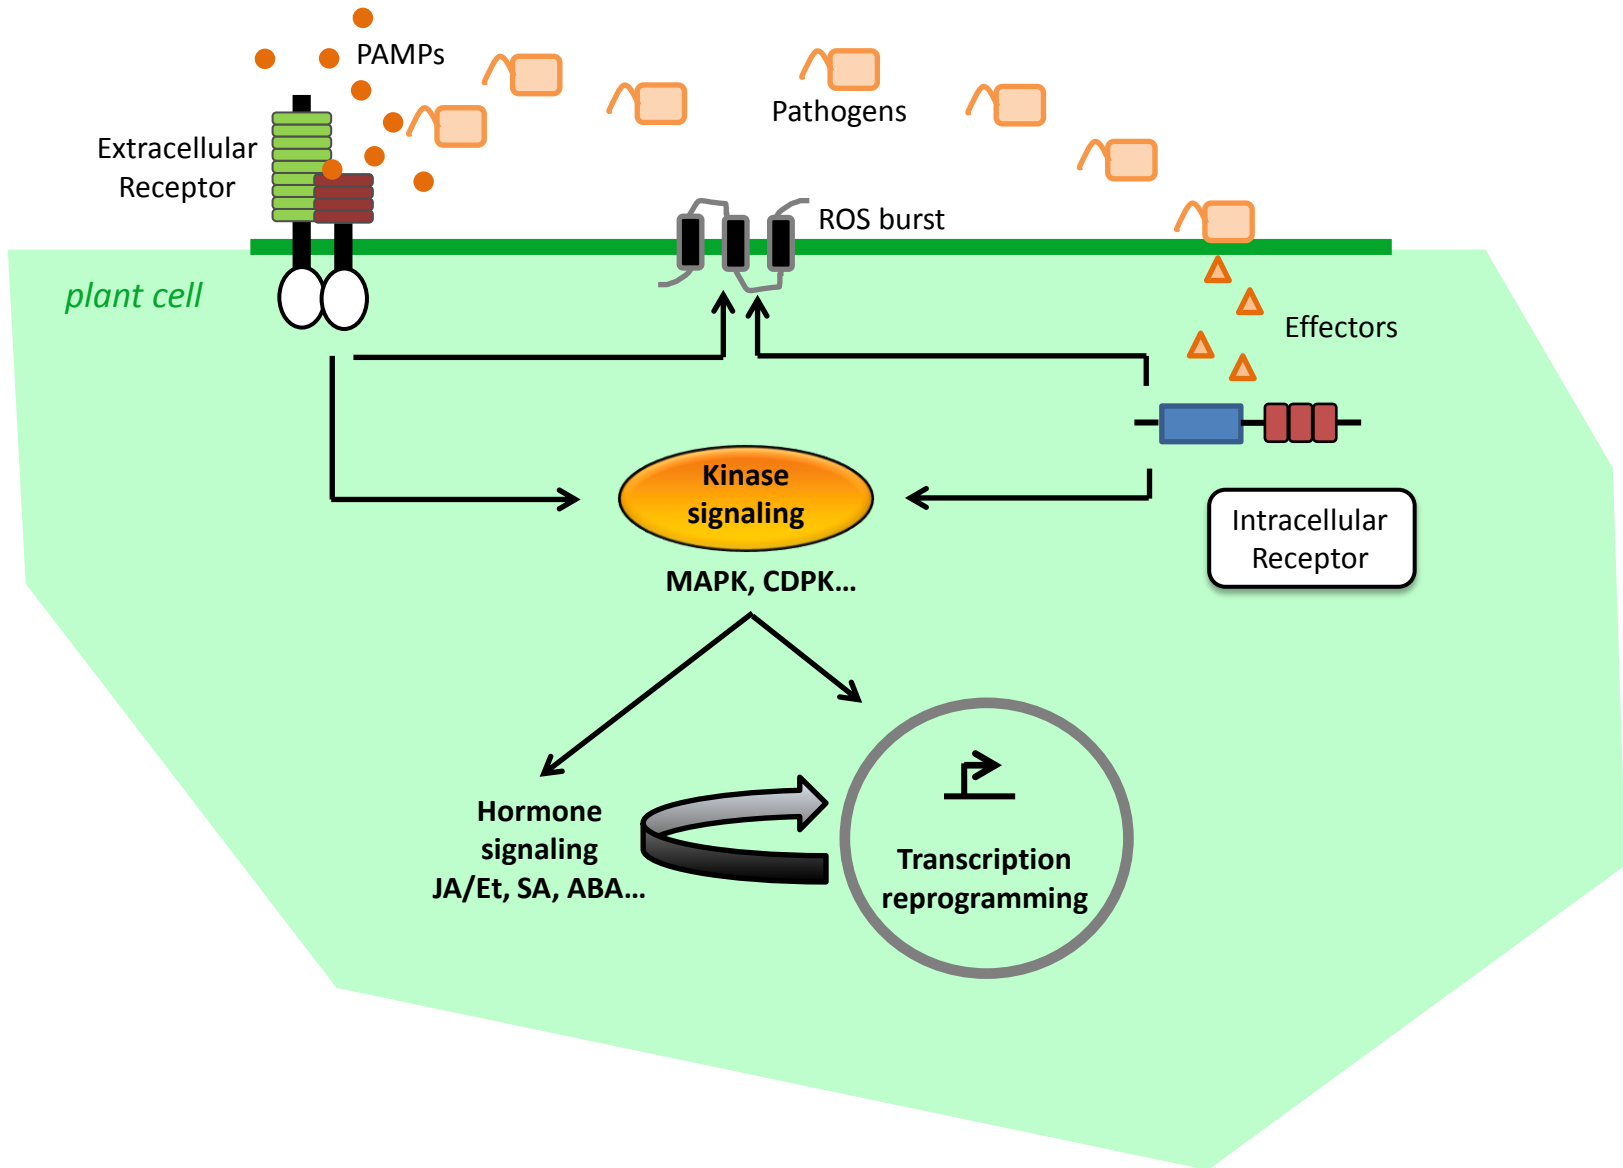 PAMPs
Pathogens
Extracellular
Receptor
ROS burst
plant cell
Effectors
Kinase
signaling
Intracellular
Receptor
MAPK, CDPK…
Hormone
signaling
JA/Et, SA, ABA…
Transcription
reprogramming